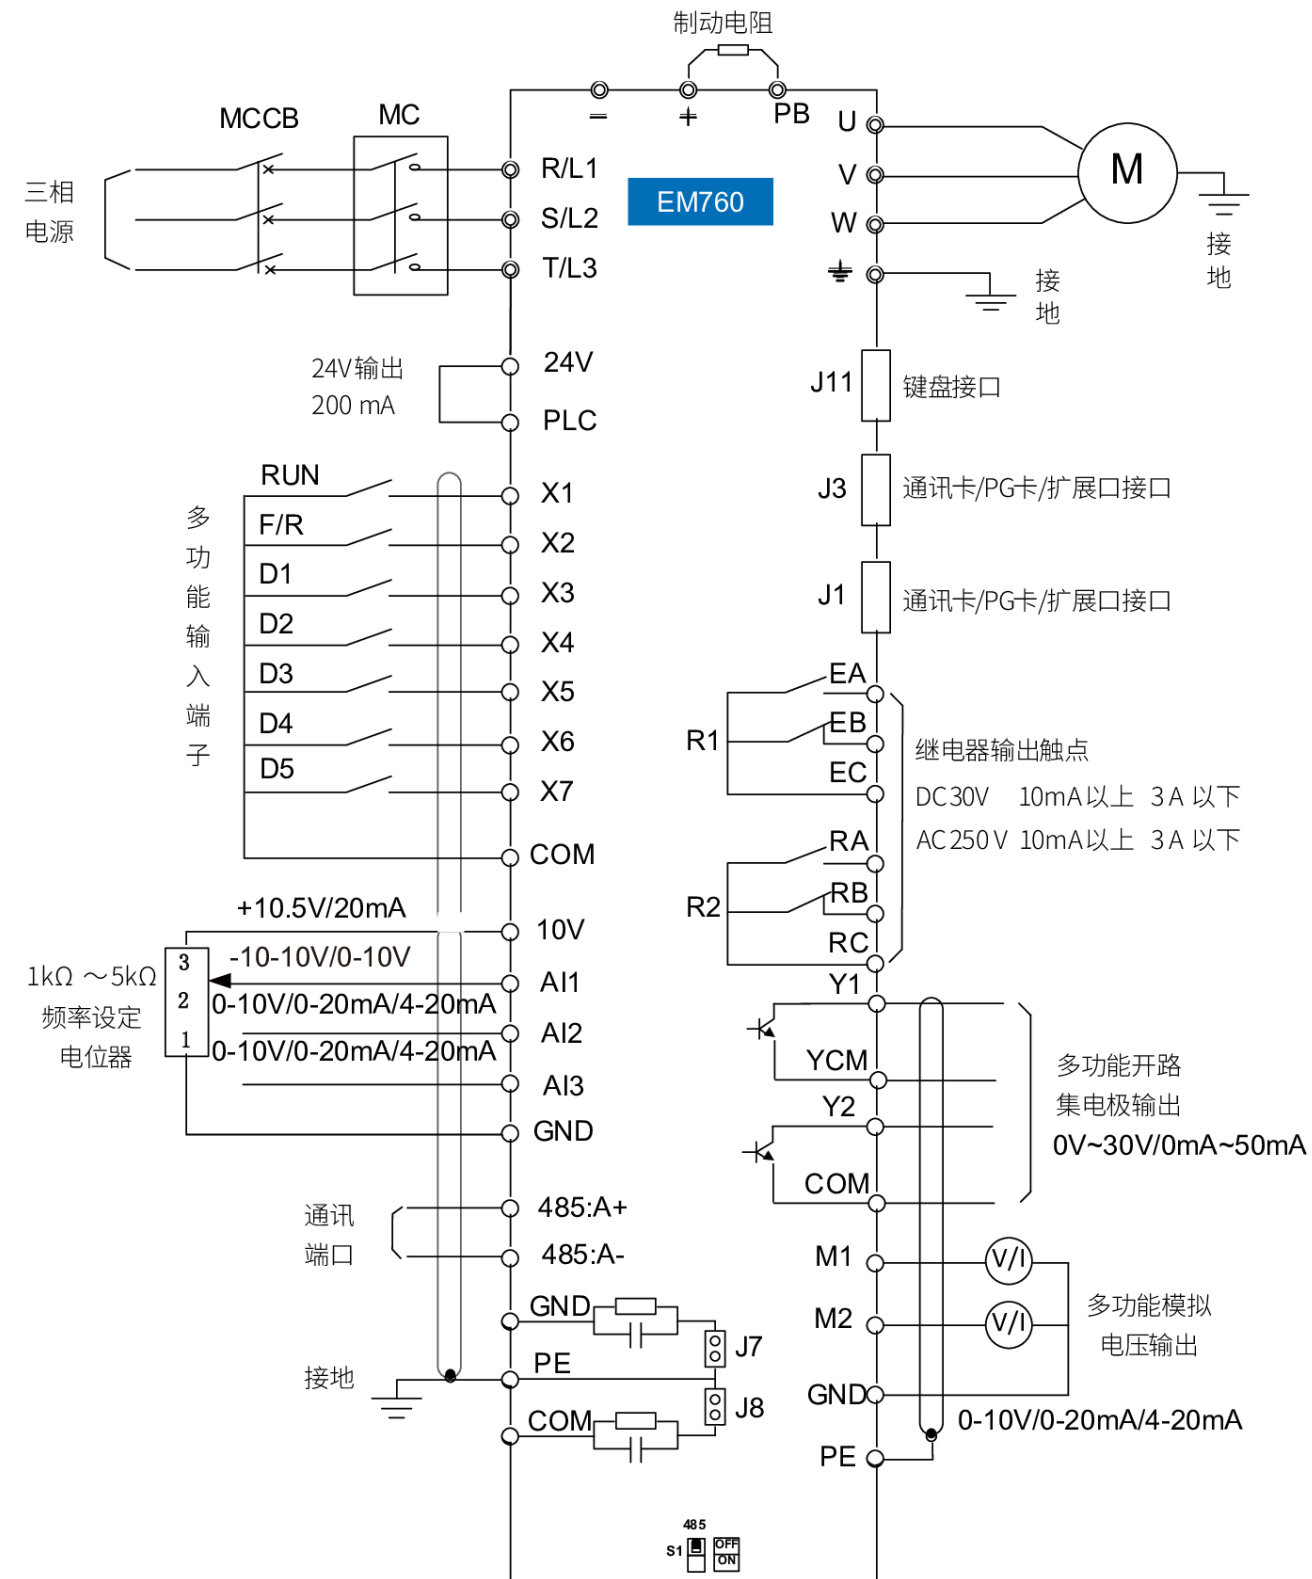 制动电阻
MCCB
MC
三相
电源
R/L1
S/L2
T/L3
EM760
−
+
PB
U
V
W
M
接
地
接
地
24V输出
200 mA
24V
PLC
J11
键盘接口
J3
通讯卡/PG卡/扩展口接口
J1
通讯卡/PG卡/扩展口接口
多
功
能
输
入
端
子
RUN
F/R
D1
D2
D3
D4
D5
X1
X2
X3
X4
X5
X6
X7
COM
R1
EA
EB
EC
R2
RA
RB
RC
继电器输出触点
DC30V 10mA以上 3A 以下
AC250V 10mA以上 3A 以下
+10.5V/20mA
-10-10V/0-10V
0-10V/0-20mA/4-20mA
0-10V/0-20mA/4-20mA
1kΩ ～5kΩ
频率设定
电位器
3
2
1
10V
AI1
AI2
AI3
GND
Y1
YCM
Y2
COM
多功能开路
集电极输出
0V~30V/0mA~50mA
通讯
端口
485:A+
485:A-
GND
PE
COM
J7
J8
接地
M1
M2
GND
PE
V/I
V/I
多功能模拟
电压输出
0-10V/0-20mA/4-20mA
485
S1
OFF
ON